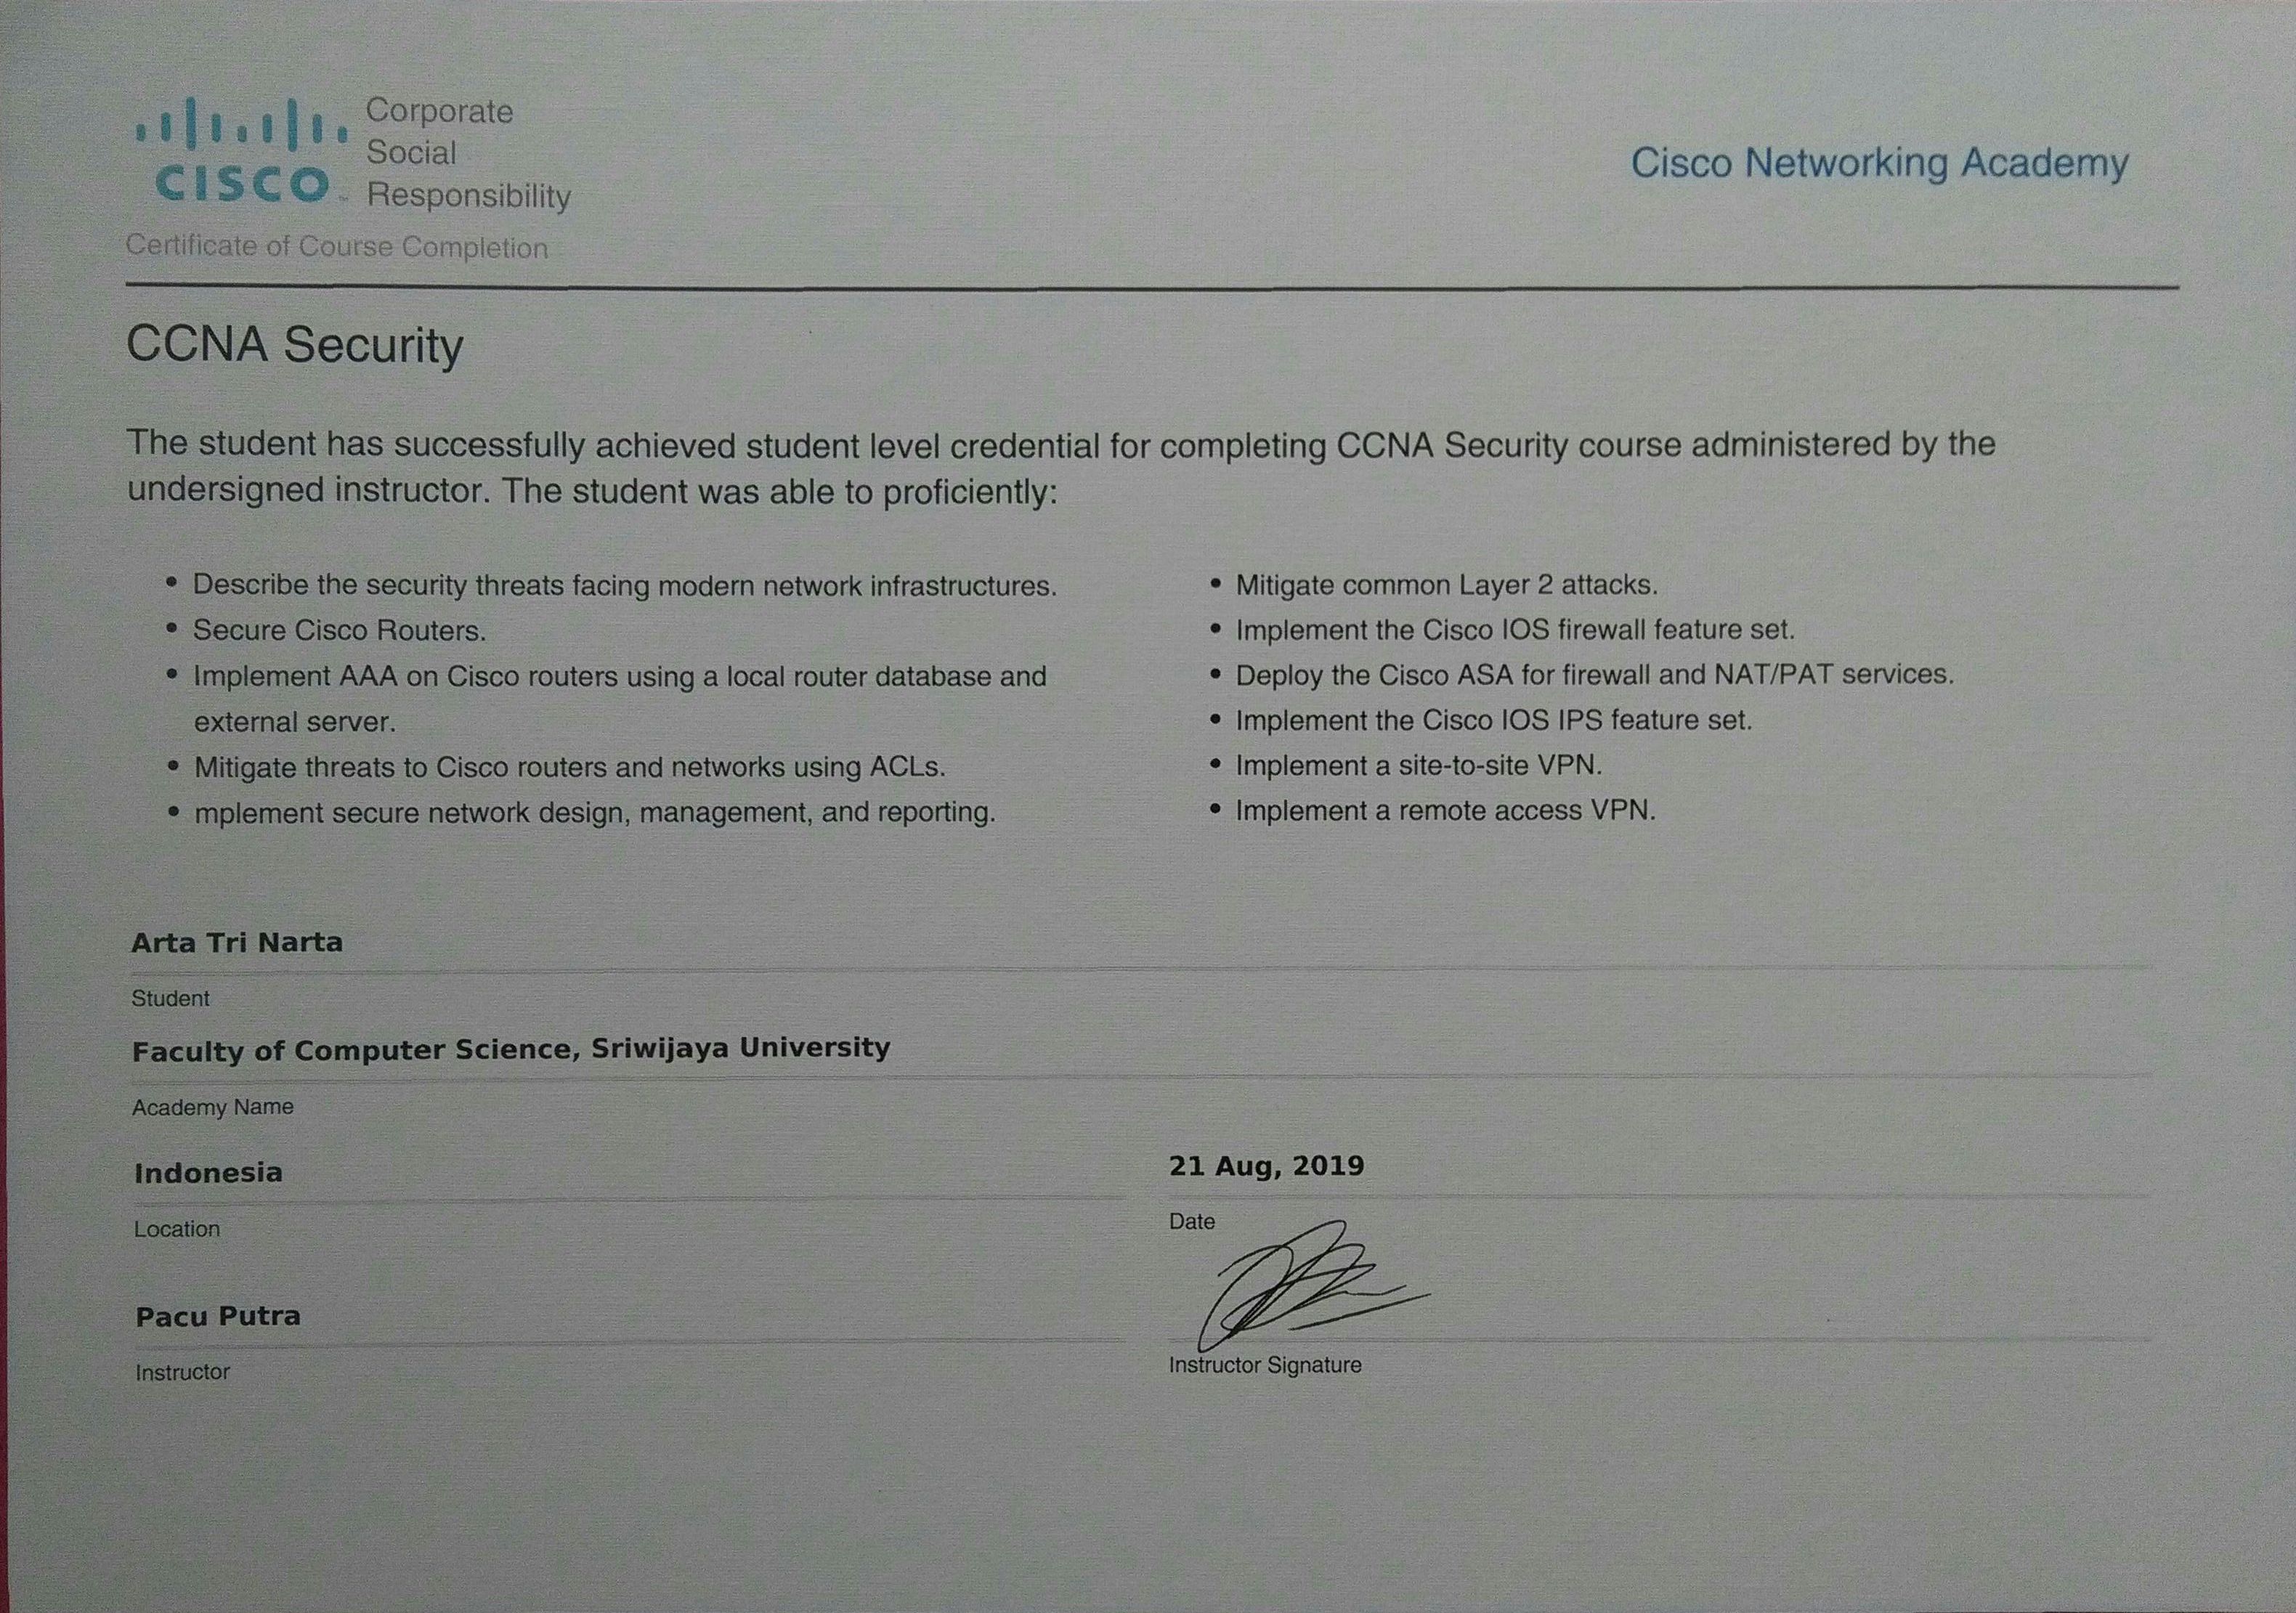 CISCO
Corporate
Social
Responsibility
Cisco Networking Academy
Certificate of Course Completion
CCNA Security
The student has successfully achieved student level credential for completing CCNA Security course administered by the
undersigned instructor. The student was able to proficiently:
• Describe the security threats facing modern network infrastructures.
• Secure Cisco Routers.
• Implement AAA on Cisco routers using a local router database and
external server.
• Mitigate threats to Cisco routers and networks using ACLs.
• mplement secure network design, management, and reporting.
• Mitigate common Layer 2 attacks.
• Implement the Cisco IOS firewall feature set.
• Deploy the Cisco ASA for firewall and NAT/PAT services.
• Implement the Cisco IOS IPS feature set.
• Implement a site-to-site VPN.
• Implement a remote access VPN.
Arta Tri Narta
Student
Faculty of Computer Science, Sriwijaya University
Academy Name
Indonesia
Location
21 Aug, 2019
Date
Pacu Putra
Instructor
Instructor Signature